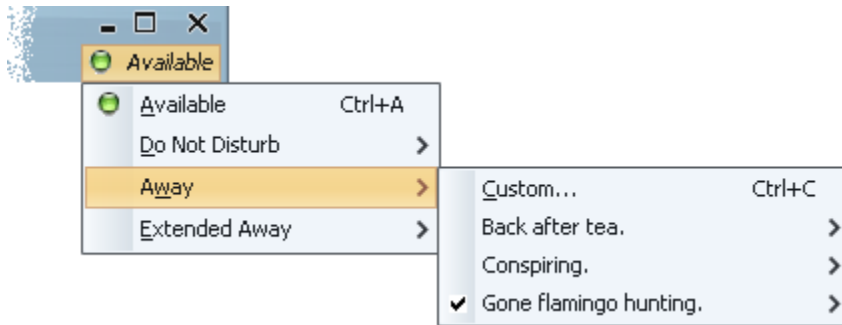 Available
Available Ctrl+A
Do Not Disturb
Away
Extended Away
Custom... Ctrl+C
Back after tea.
Conspiring.
Gone flamingo hunting.